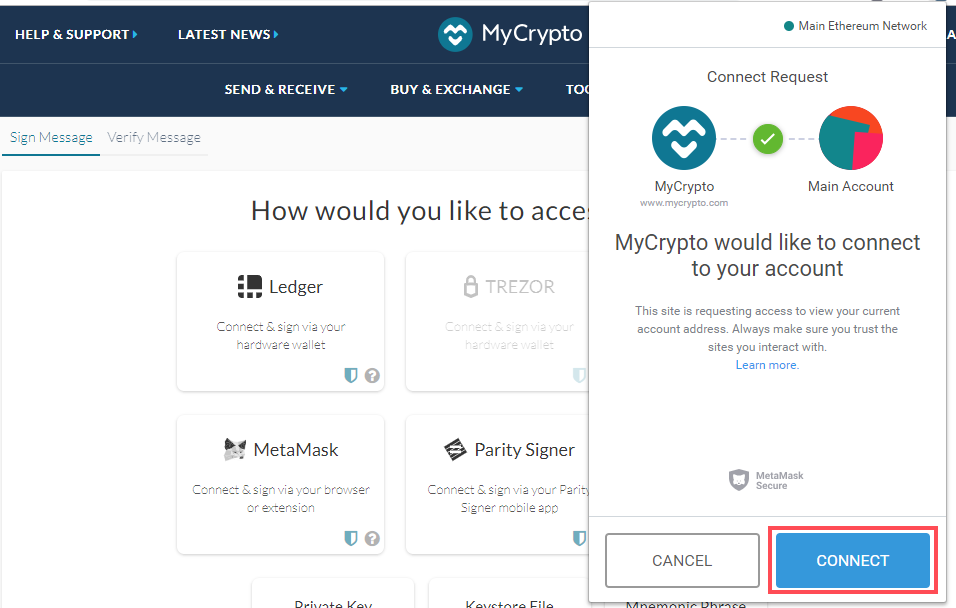 HELP & SUPPORT
LATEST NEWS
MyCrypto
SEND & RECEIVE
BUY & EXCHANGE
Sign Message
Verify Message
How would you like to
Ledger
Connect & sign via your
hardware wallet
TREZOR
Connect & sign via your
hardware wallet
MetaMask
Connect & sign via your browser
or extension
Parity Signer
Connect & sign via your Parity
Signer mobile app
Private Key
Keystore File
Mnemonic Phrase
Main Ethereum Network
Connect Request
MyCrypto
www.mycrypto.com
Main Account
MyCrypto would like to connect
to your account
This site is requesting access to view your current
account address. Always make sure you trust the
sites you interact with.
Learn more.
MetaMask
Secure
CANCEL
CONNECT